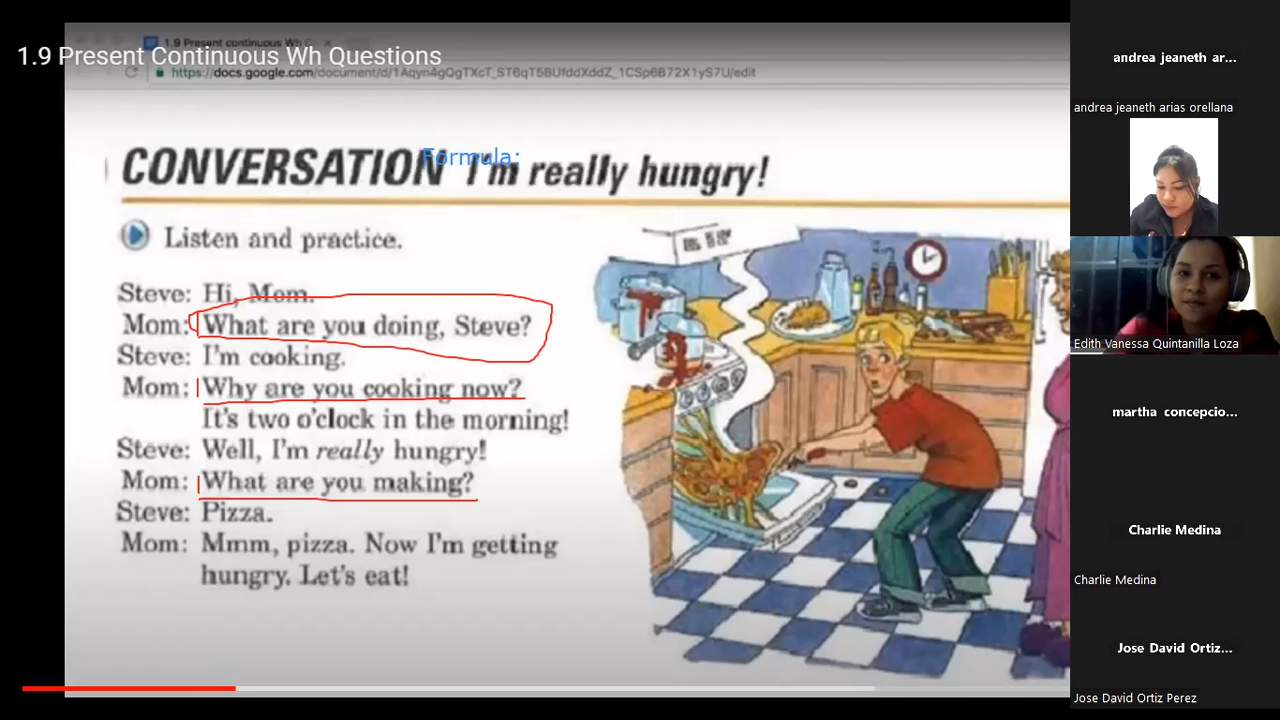 1.9 Present continuous Wh
1.9 Present Continuous Wh Questions
https://docs.google.com/document/d/1Aqyn4gQgTXcT_ST6qT5BUfddXddZ_1CSp6B72X1yS7U/edit
Formula:
CONVERSATION I'm really hungry!
Listen and practice.
Steve: Hi, Mom.
Mom: What are you doing, Steve?
Steve: I'm cooking.
Mom: Why are you cooking now?
It's two o'clock in the morning!
Steve: Well, I'm really hungry!
Mom: What are you making?
Steve: Pizza.
Mom: Mmm, pizza. Now I'm getting
hungry. Let's eat!
andrea jeaneth ar...
andrea jeaneth arias orellana
Edith Vanessa Quintanilla Loza
martha concepcio...
Charlie Medina
Charlie Medina
Jose David Ortiz...
Jose David Ortiz Perez